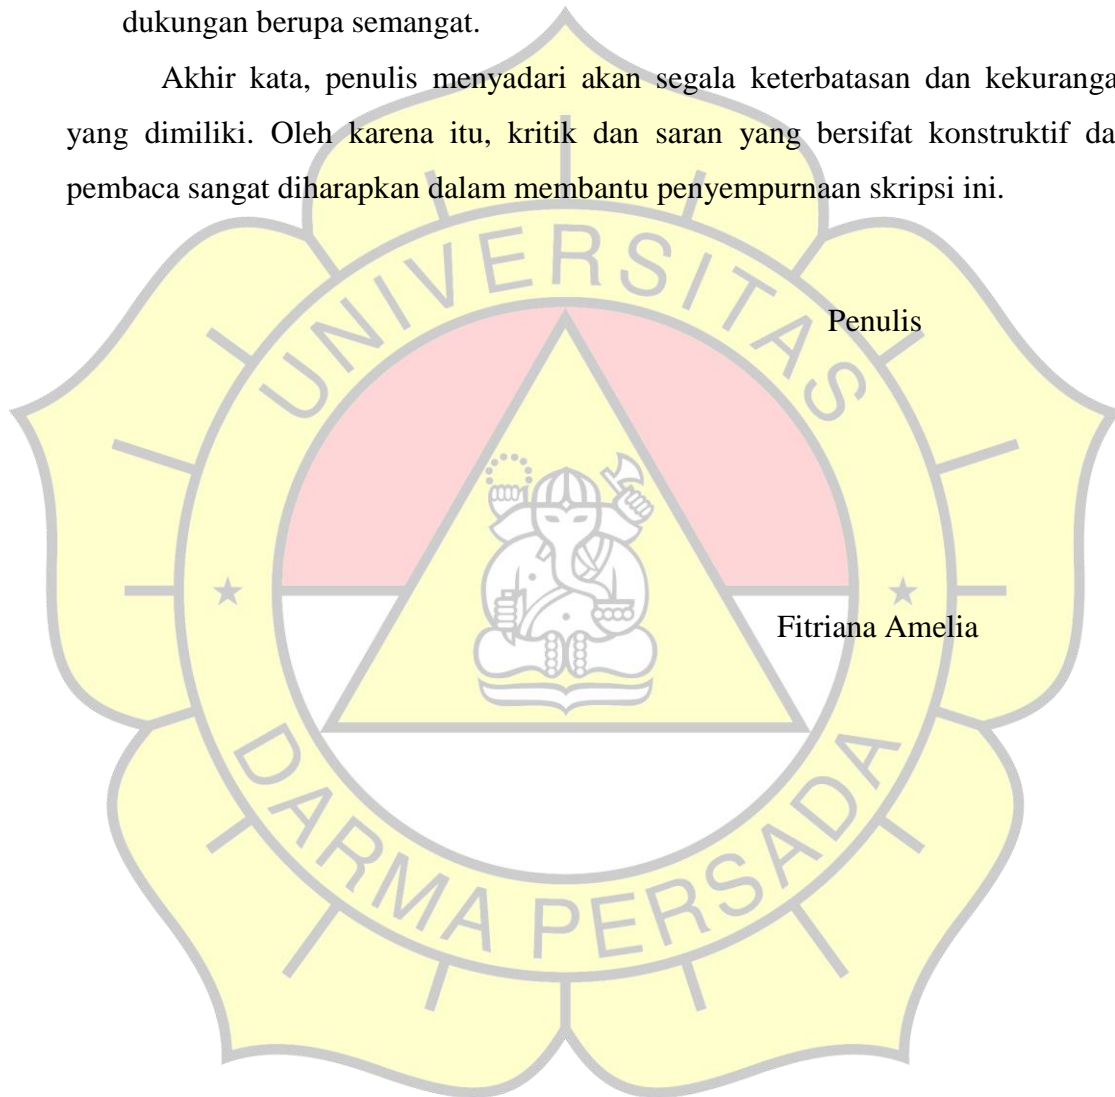 dukungan berupa semangat.
Akhir kata, penulis menyadari akan segala keterbatasan dan kekuranga
yang dimiliki. Oleh karena itu, kritik dan saran yang bersifat konstruktif da
pembaca sangat diharapkan dalam membantu penyempurnaan skripsi ini.
UNIVERSITAS
Penulis
Fitriana Amelia
DARMA PERSADA